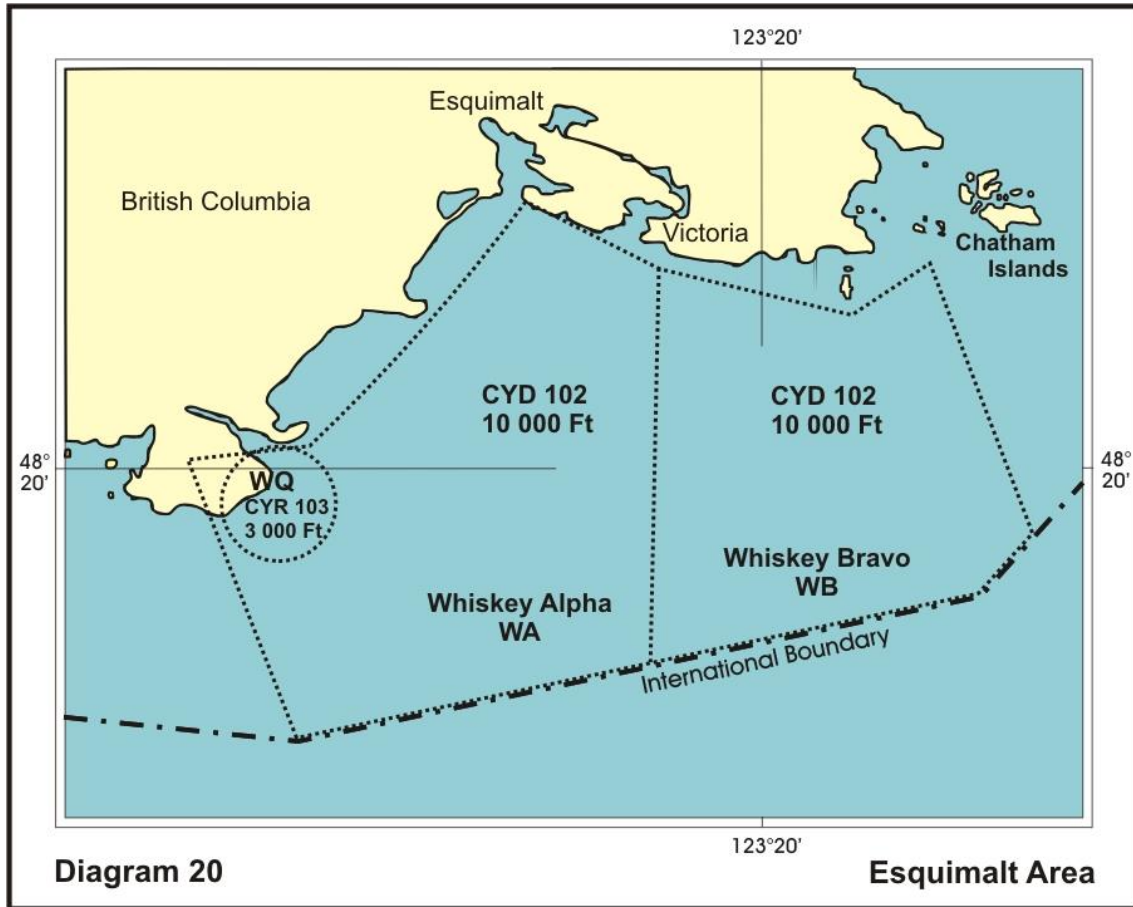 123°20'
Esquimalt
British Columbia
Victoria
Chatham
Islands
CYD 102
10 000 Ft
CYD 102
10 000 Ft
48°
20'
48°
20'
WQ
CYR 103
3 000 Ft
Whiskey Bravo
WB
Whiskey Alpha
WA
International Boundary
123°20'
Diagram 20
Esquimalt Area